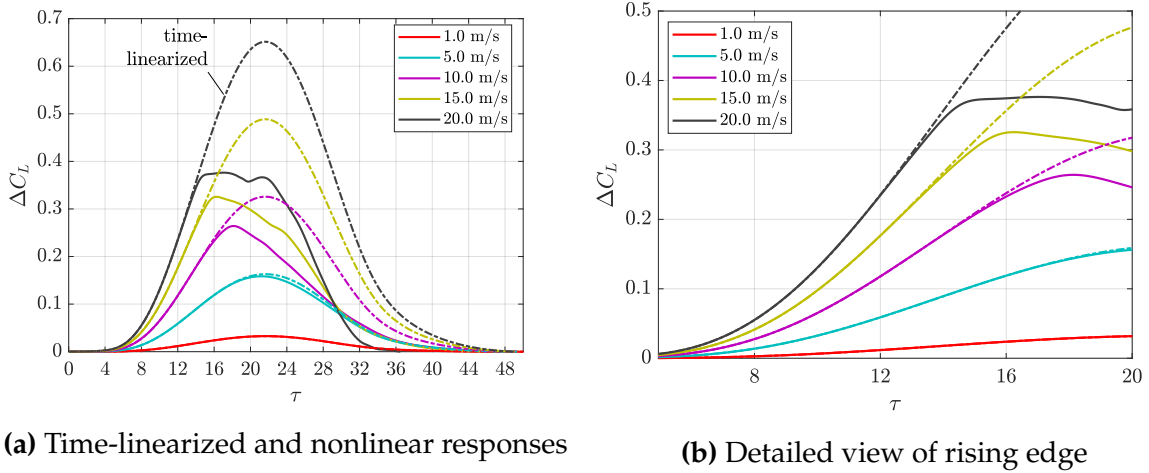 0.7
0.6
0.5
0.4
0.3
0.2
0.1
0
ΔC_L
time-
linearized
1.0 m/s
5.0 m/s
10.0 m/s
15.0 m/s
20.0 m/s
0 4 8 12 16 20 24 28 32 36 40 44 48
τ
(a) Time-linearized and nonlinear responses
0.5
0.4
0.3
0.2
0.1
0
ΔC_L
1.0 m/s
5.0 m/s
10.0 m/s
15.0 m/s
20.0 m/s
8 12 16 20
τ
(b) Detailed view of rising edge